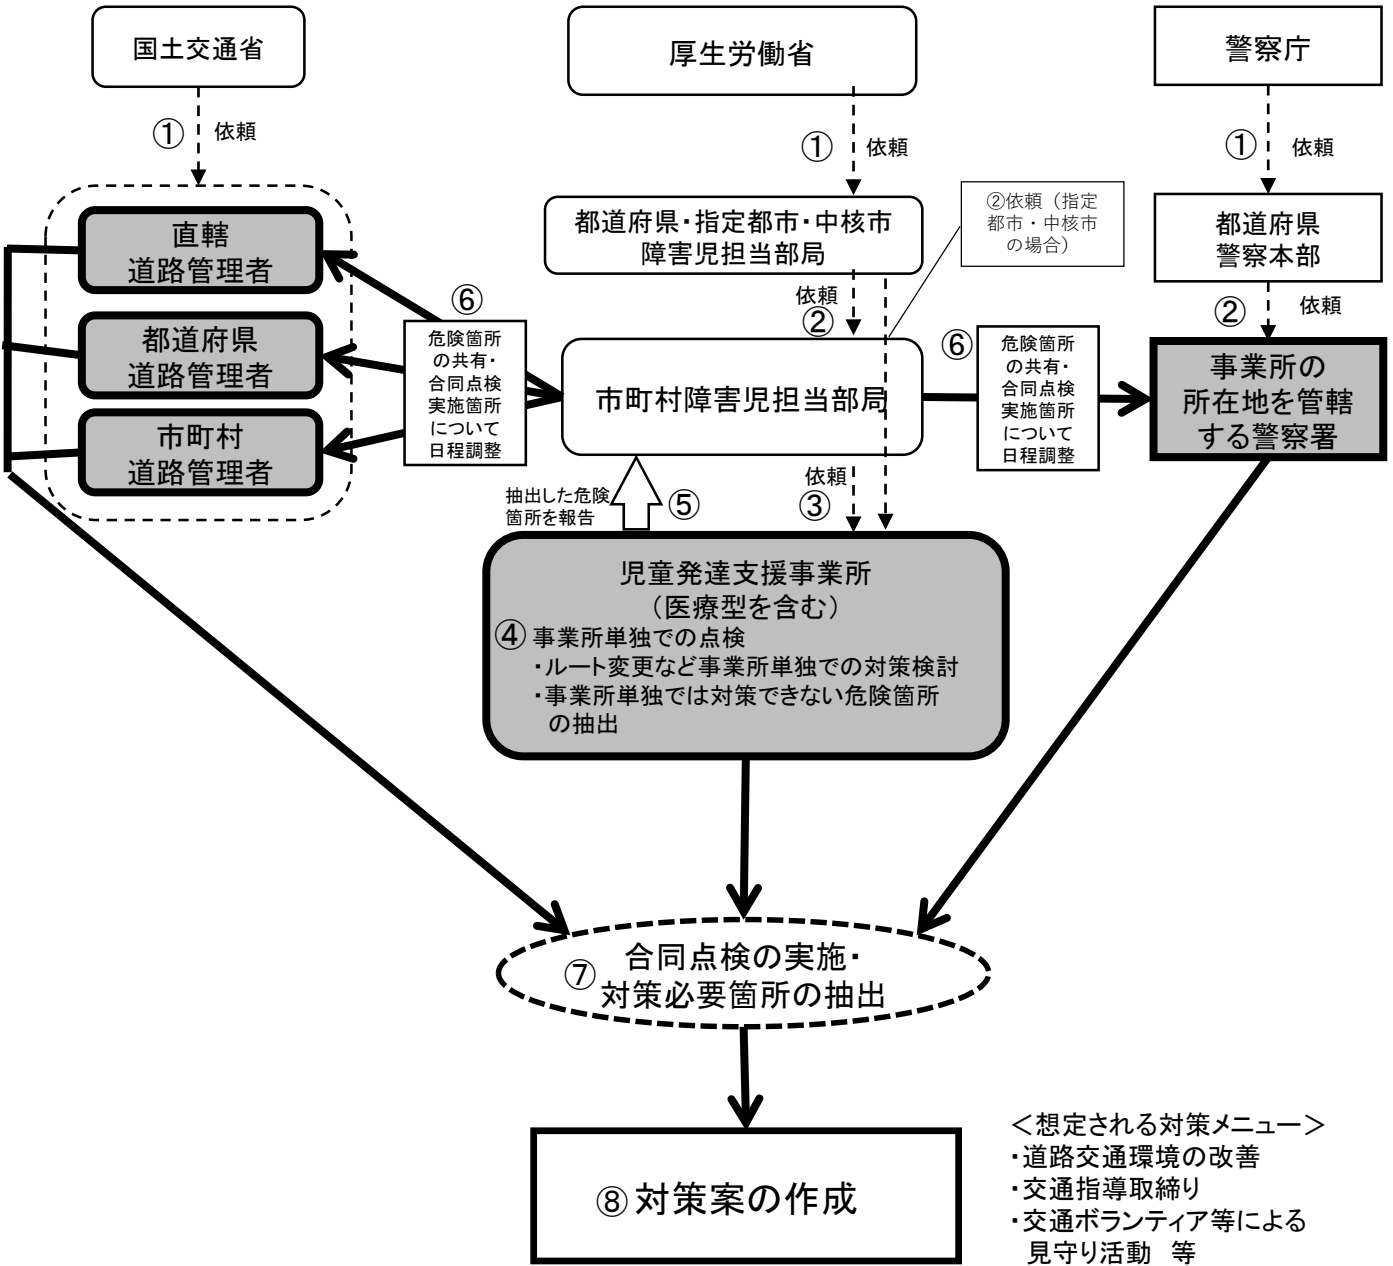 国土交通省
厚生労働省
警察庁
① 依頼
① 依頼
① 依頼
直轄
道路管理者
都道府県
道路管理者
市町村
道路管理者
都道府県・指定都市・中核市
障害児担当部局
②依頼（指定
都市・中核市
の場合）
都道府県
警察本部
依頼
②
② 依頼
⑥
危険箇所
の共有・
合同点検
実施箇所
について
日程調整
市町村障害児担当部局
⑥
危険箇所
の共有・
合同点検
実施箇所
について
日程調整
事業所の
所在地を管轄
する警察署
抽出した危険
箇所を報告
⑤
依頼
③
児童発達支援事業所
（医療型を含む）
④ 事業所単独での点検
・ルート変更など事業所単独での対策検討
・事業所単独では対策できない危険箇所
の抽出
⑦ 合同点検の実施・
対策必要箇所の抽出
⑧ 対策案の作成
＜想定される対策メニュー＞
・道路交通環境の改善
・交通指導取締り
・交通ボランティア等による
見守り活動　等